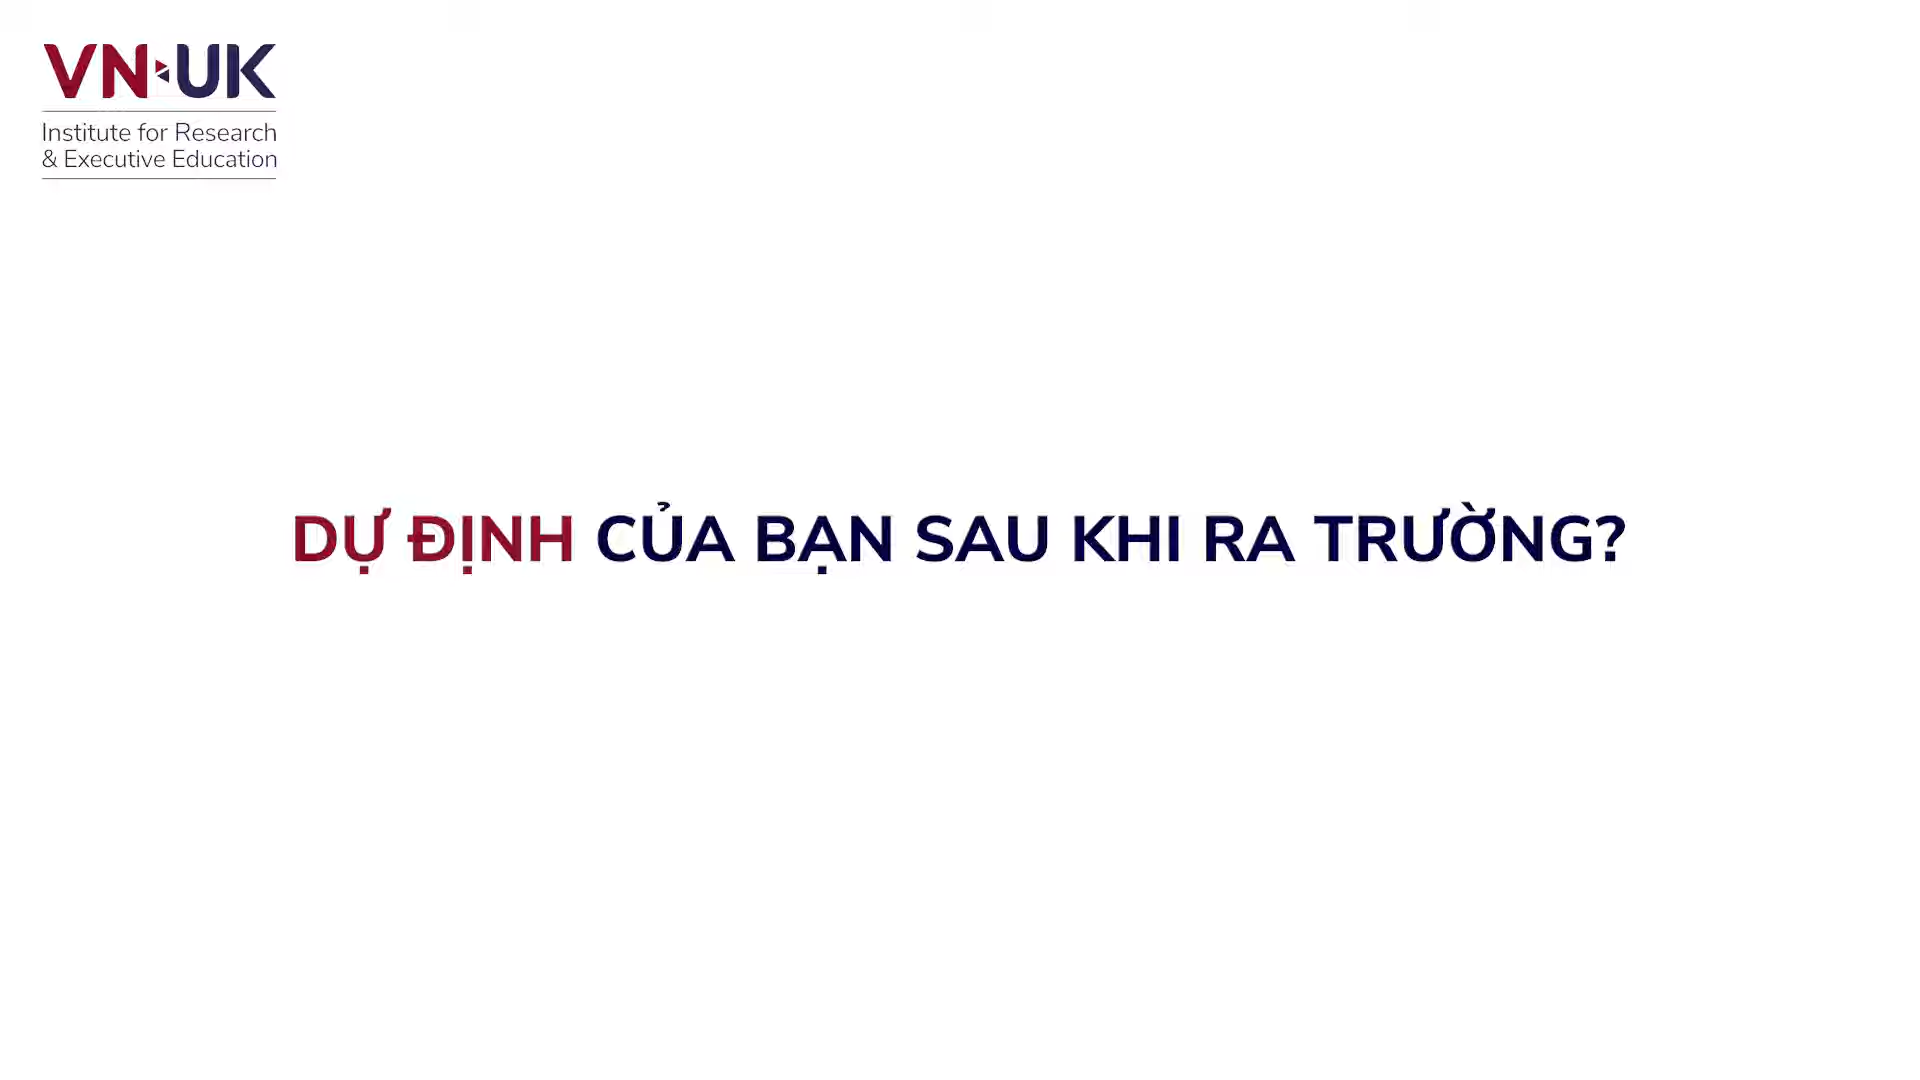 VN-UK
Institute for Research
& Executive Education
DỰ ĐỊNH CỦA BẠN SAU KHI RA TRƯỜNG?